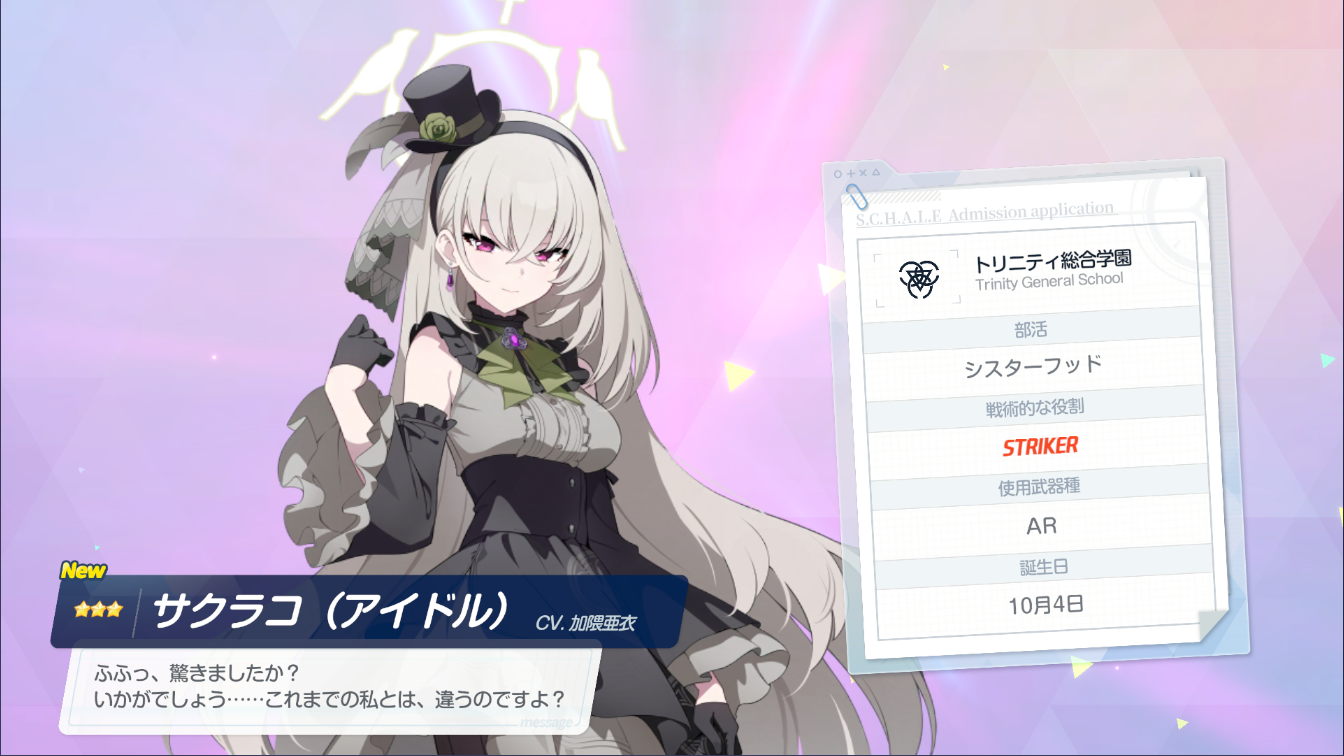 New
サクラコ（アイドル） CV. 加隈亜衣
ふふっ、驚きましたか？
いかがでしょう……これまでの私とは、違うのですよ？
message
S.C.H.A.L.E Admission application
トリニティ総合学園
Trinity General School
部活
シスターフッド
戦術的な役割
STRIKER
使用武器種
AR
誕生日
10月4日